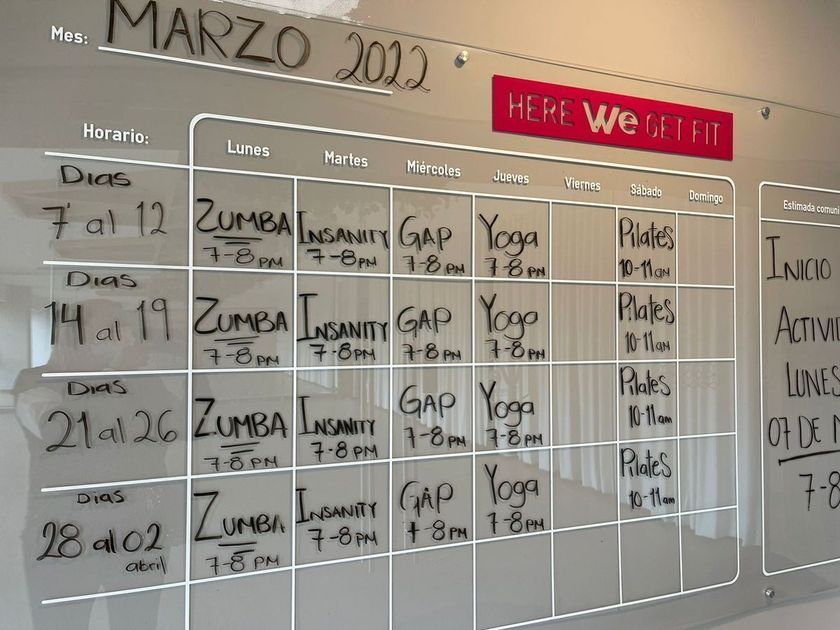 Mes: MARZO 2022
HERE We GET FIT
Horario: Lunes Martes Miércoles Jueves Viernes Sábado Domingo
Dias
7 al 12
ZUMBA INSANITY GAP Yoga Pilates
7-8 PM 7-8 PM 7-8 PM 7-8 PM 10-11 am
Dias
14 al 19
ZUMBA INSANITY GAP Yoga Pilates
7-8 PM 7-8 PM 7-8 PM 7-8 PM 10-11 am
Dias
21 al 26
ZUMBA INSANITY GAP Yoga Pilates
7-8 PM 7-8 PM 7-8 PM 7-8 PM 10-11 am
Dias
28 al 02
abril
ZUMBA INSANITY GAP Yoga Pilates
7-8 PM 7-8 PM 7-8 PM 7-8 PM 10-11 am
Estimada
INICIO
LUNES
07 DE
7-8